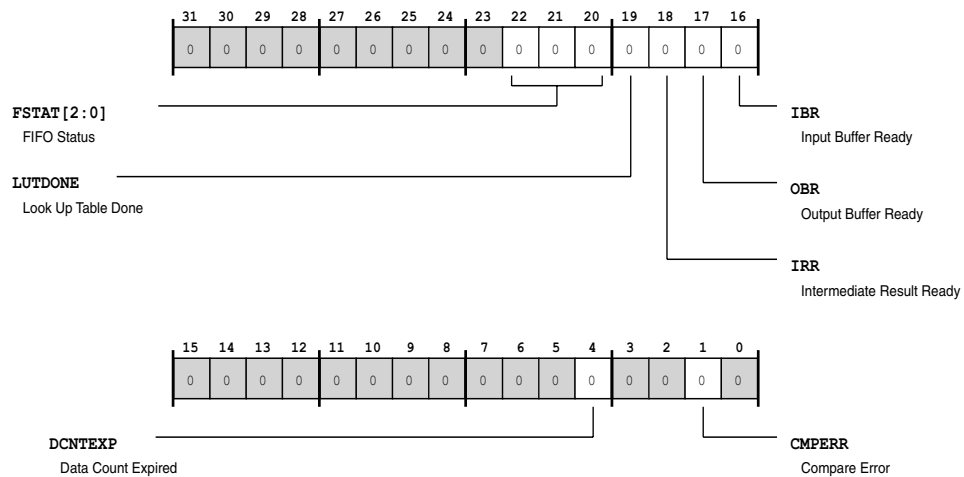 31 30 29 28 27 26 25 24 23 22 21 20 19 18 17 16
0 0 0 0 0 0 0 0 0 0 0 0 0 0 0 0
FSTAT[2:0]
FIFO Status
IBR
Input Buffer Ready
LUTDONE
Look Up Table Done
OBR
Output Buffer Ready
IRR
Intermediate Result Ready
15 14 13 12 11 10 9 8 7 6 5 4 3 2 1 0
0 0 0 0 0 0 0 0 0 0 0 0 0 0 0 0
DCNTEXP
Data Count Expired
CMPERR
Compare Error